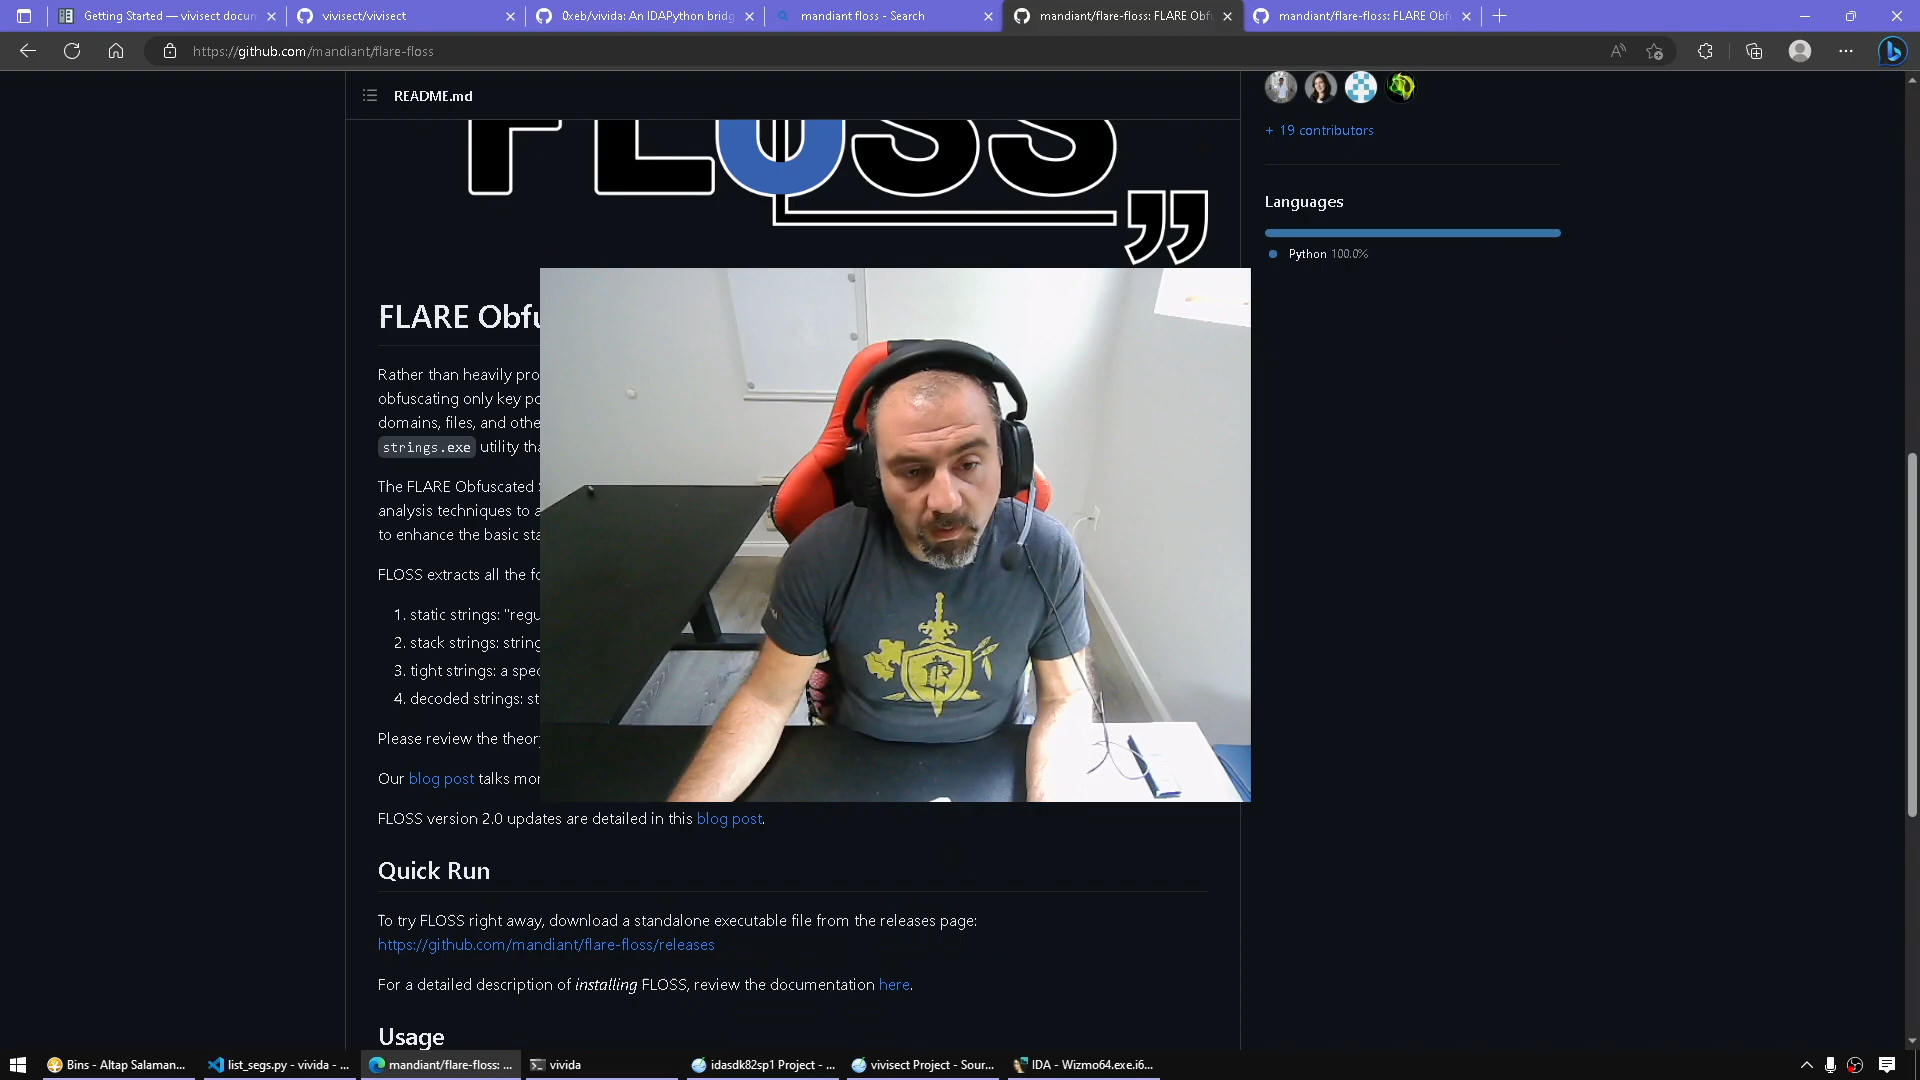 Getting Started — vivisect docun
vivisect/vivisect
0xeb/vivida: An IDAPython bridg
mandiant floss - Search
mandiant/flare-floss: FLARE Obfu
mandiant/flare-floss: FLARE Obfu
https://github.com/mandiant/flare-floss
README.md
FLOSS
+ 19 contributors
Languages
Python 100.0%
FLARE Obfu
Rather than heavily pro
obfuscating only key po
domains, files, and othe
strings.exe utility tha
The FLARE Obfuscated S
analysis techniques to a
to enhance the basic sta
FLOSS extracts all the fo
1. static strings: "regu
2. stack strings: string
3. tight strings: a spec
4. decoded strings: st
Please review the theory
Our blog post talks mor
FLOSS version 2.0 updates are detailed in this blog post.
Quick Run
To try FLOSS right away, download a standalone executable file from the releases page:
https://github.com/mandiant/flare-floss/releases
For a detailed description of installing FLOSS, review the documentation here.
Usage
Bins - Altap Salaman...
list_segs.py - vivida - ...
mandiant/flare-floss: ...
vivida
idasdk82sp1 Project - ...
vivisect Project - Sour...
IDA - Wizmo64.exe.i6...